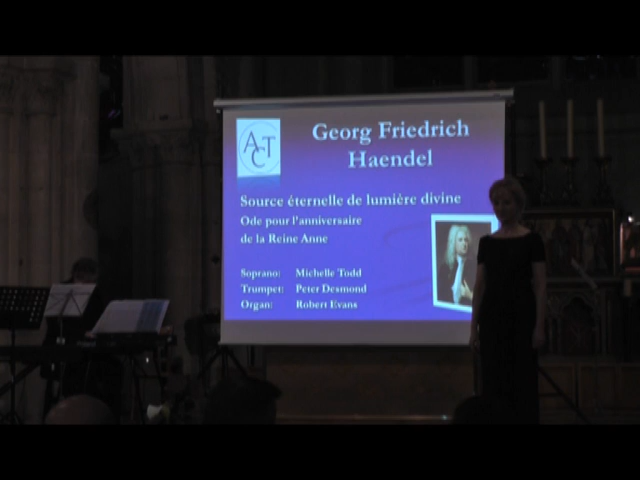 ACT
Georg Friedrich
Haendel
Source éternelle de lumière divine
Ode pour l'anniversaire
de la Reine Anne
Soprano: Michelle Todd
Trumpet: Peter Desmond
Organ: Robert Evans